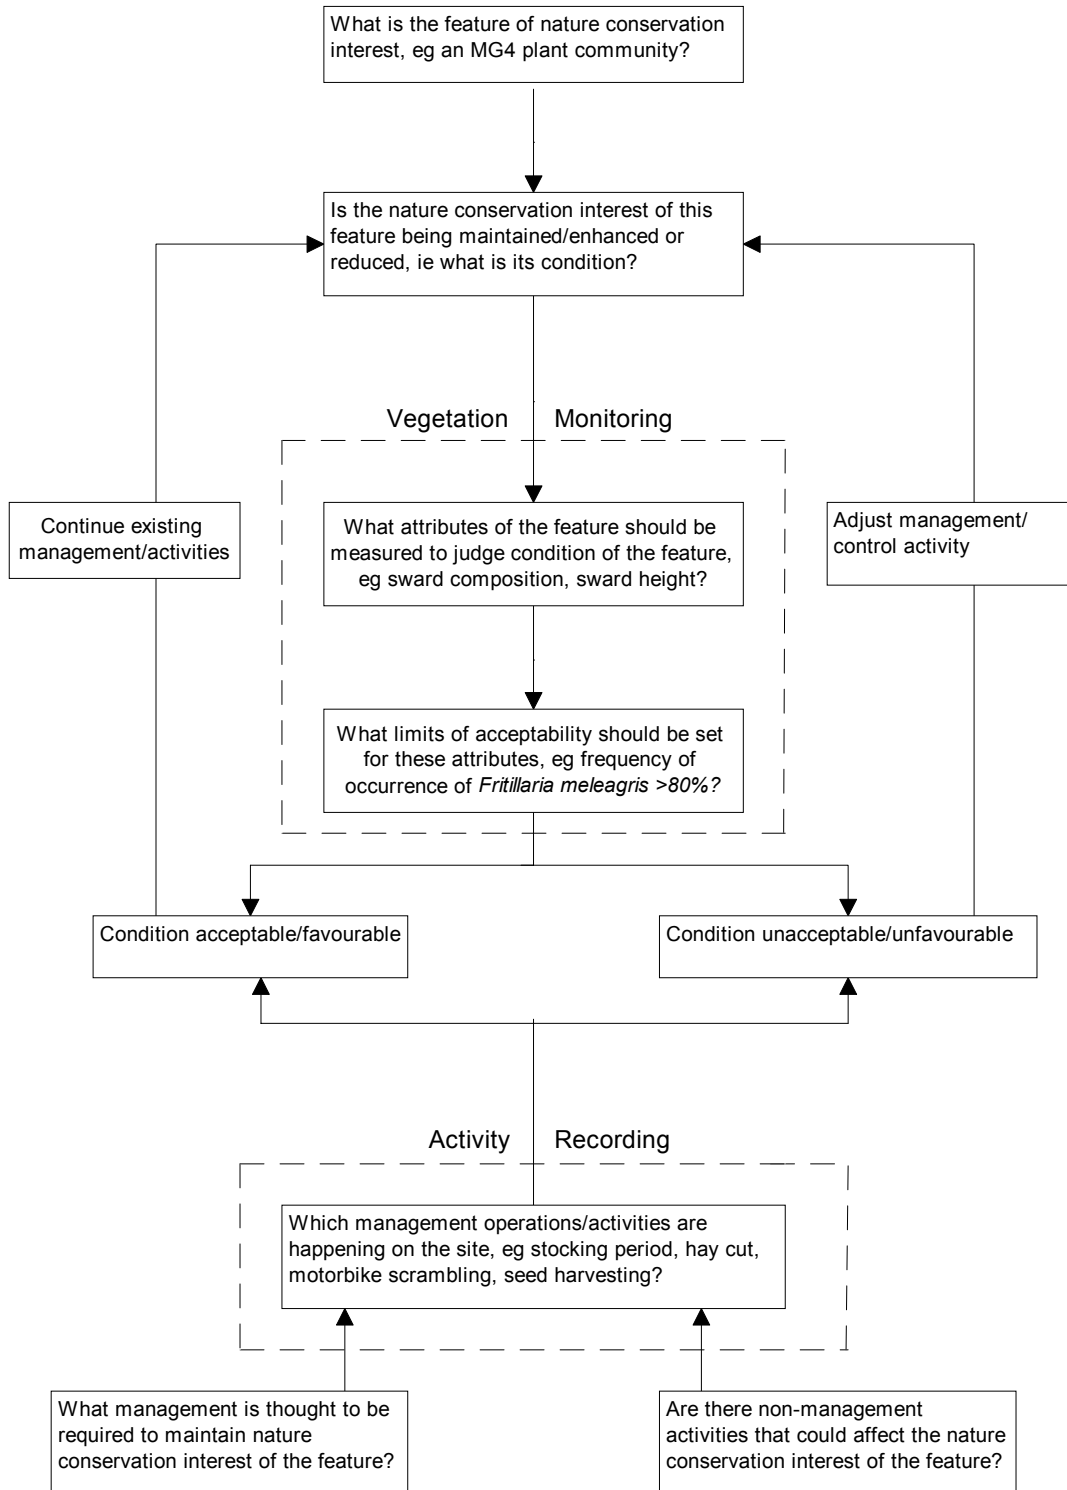 What is the feature of nature conservation
interest, eg an MG4 plant community?
Is the nature conservation interest of this
feature being maintained/enhanced or
reduced, ie what is its condition?
Vegetation Monitoring
Continue existing
management/activities
What attributes of the feature should be
measured to judge condition of the feature,
eg sward composition, sward height?
Adjust management/
control activity
What limits of acceptability should be set
for these attributes, eg frequency of
occurrence of Fritillaria meleagris >80%?
Condition acceptable/favourable
Condition unacceptable/unfavourable
Activity Recording
Which management operations/activities are
happening on the site, eg stocking period, hay cut,
motorbike scrambling, seed harvesting?
What management is thought to be
required to maintain nature
conservation interest of the feature?
Are there non-management
activities that could affect the nature
conservation interest of the feature?